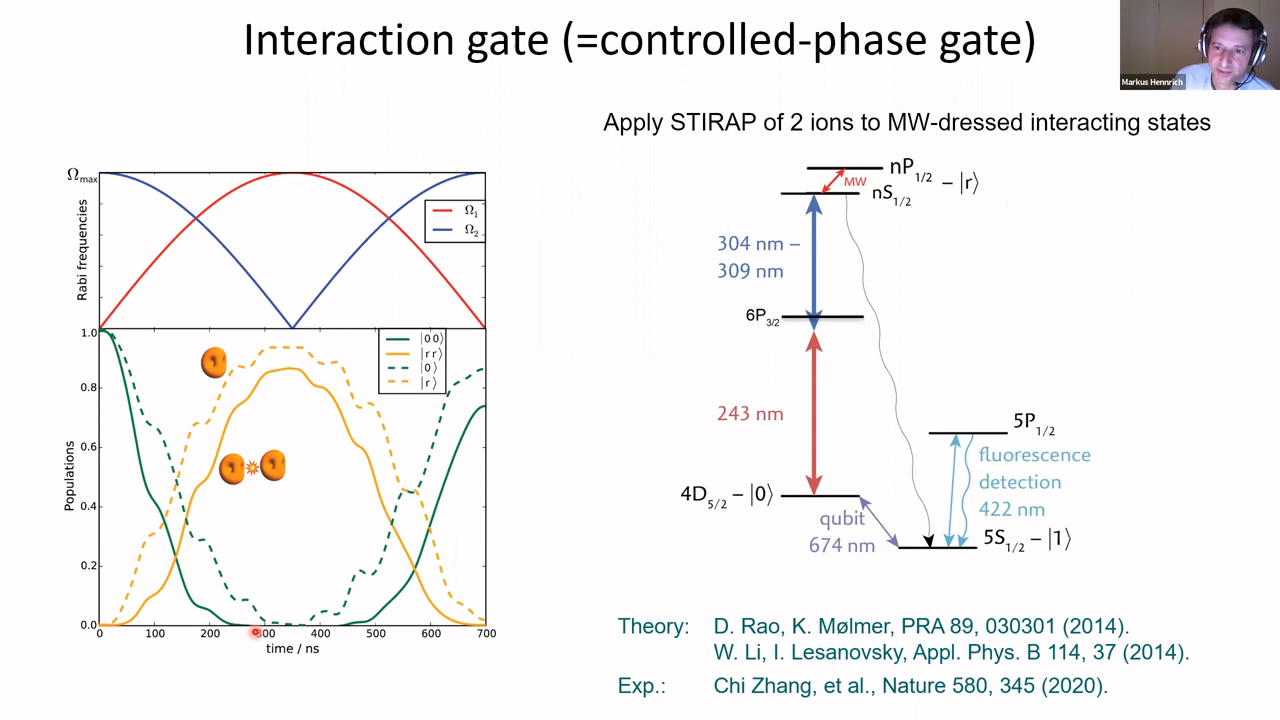 Interaction gate (=controlled-phase gate)
Markus Hennrich
Apply STIRAP of 2 ions to MW-dressed interacting states
Ωmax
Rabi frequencies
Ω1
Ω2
1.0
0.8
0.6
0.4
0.2
0.0
Populations
|0 0⟩
|r r⟩
|0 ⟩
|r ⟩
0
100
200
300
400
500
600
700
time / ns
nP1/2 – |r⟩
MW
nS1/2
304 nm –
309 nm
6P3/2
243 nm
4D5/2 – |0⟩
qubit
674 nm
5P1/2
fluorescence
detection
422 nm
5S1/2 – |1⟩
Theory: D. Rao, K. Mølmer, PRA 89, 030301 (2014).
W. Li, I. Lesanovsky, Appl. Phys. B 114, 37 (2014).
Exp.: Chi Zhang, et al., Nature 580, 345 (2020).